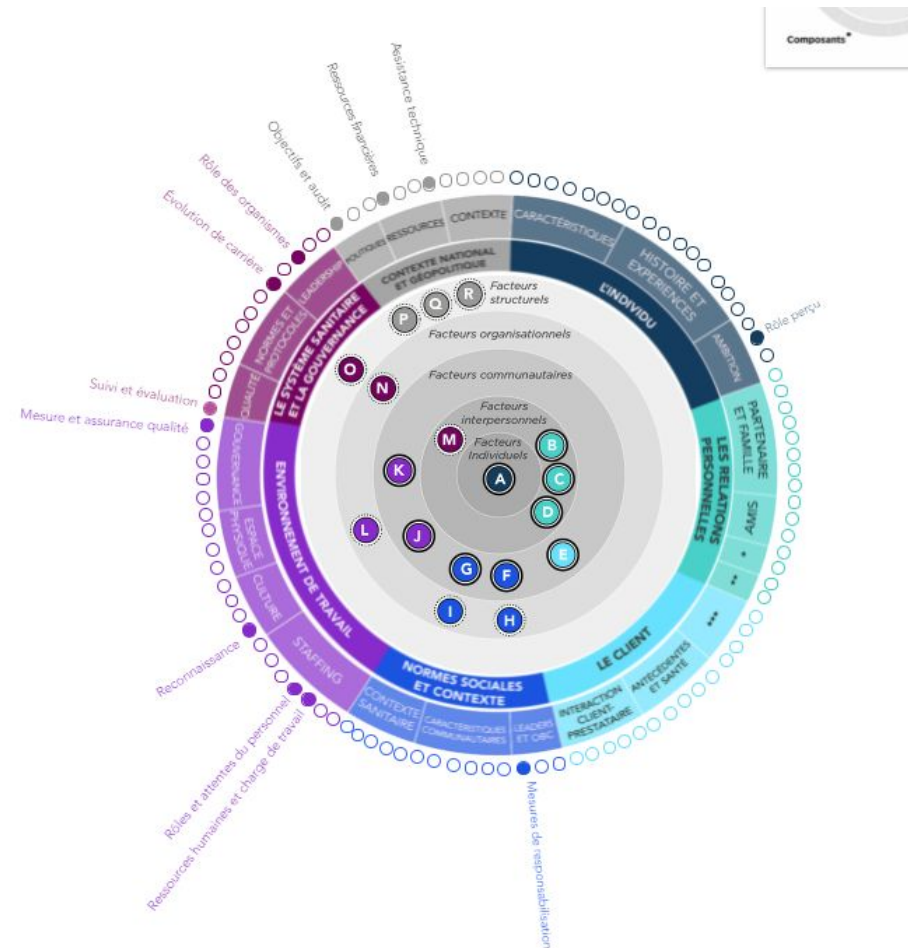 Composants*
Assistance technique
Ressources financières
Objectifs et audit
Rôle des organismes
Évolution de carrière
Suivi et évaluation
Mesure et assurance qualité
Reconnaissance
Rôles et attentes du personnel
Ressources humaines et charge de travail
Mesures de responsabilisation
Rôle perçu
POLITIQUES
RESSOURCES
CONTEXTE
CARACTÉRISTIQUES
HISTOIRE ET
EXPÉRIENCES
AMBITION
PARTENAIRE
ET FAMILLE
AMIS
*
**
***
ANTÉCÉDENTES
ET SANTÉ
INTERACTION
CLIENT-
PRESTATAIRE
LEADERS
ET OBC
CARACTÉRISTIQUES
COMMUNAUTAIRES
CONTEXTE
SANITAIRE
STAFFING
CULTURE
ESPACE
PHYSIQUE
GOUVERNANCE
QUALITÉ
NORMES ET
PROTOCOLES
LEADERSHIP
CONTEXTE NATIONAL
ET GÉOPOLITIQUE
L'INDIVIDU
LES RELATIONS
PERSONNELLES
LE CLIENT
NORMES SOCIALES
ET CONTEXTE
ENVIRONNEMENT DE TRAVAIL
LE SYSTÈME SANITAIRE
ET LA GOUVERNANCE
Facteurs
structurels
Facteurs organisationnels
Facteurs communautaires
Facteurs
interpersonnels
Facteurs
Individuels
R
Q
P
O
N
M
B
K
A
C
D
L
J
E
G
F
I
H